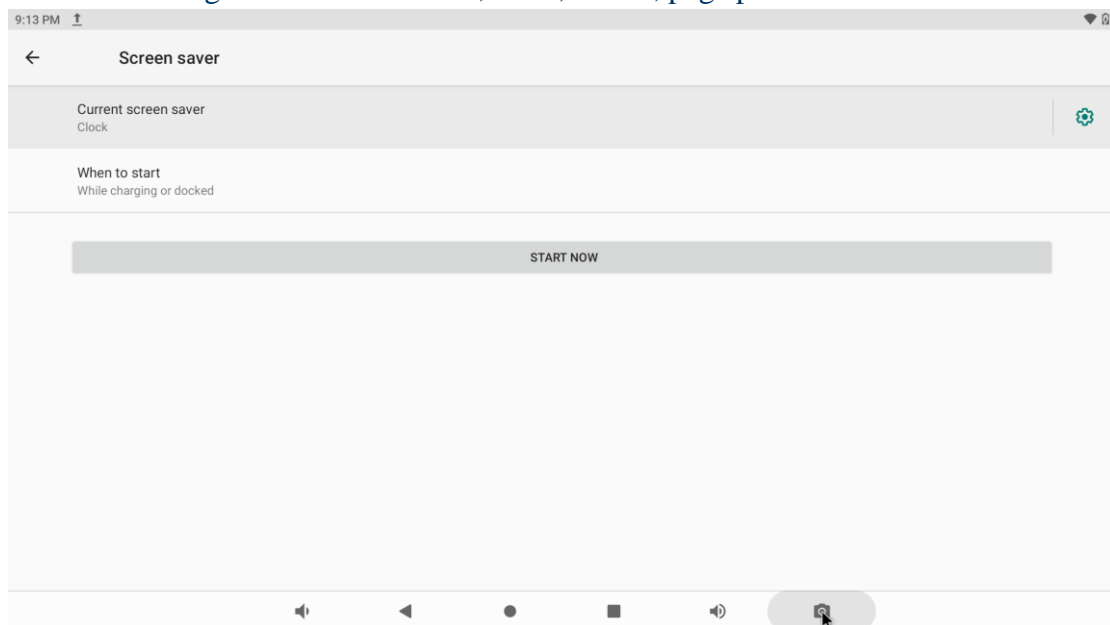 9:13 PM
Screen saver
Current screen saver
Clock
When to start
While charging or docked
START NOW